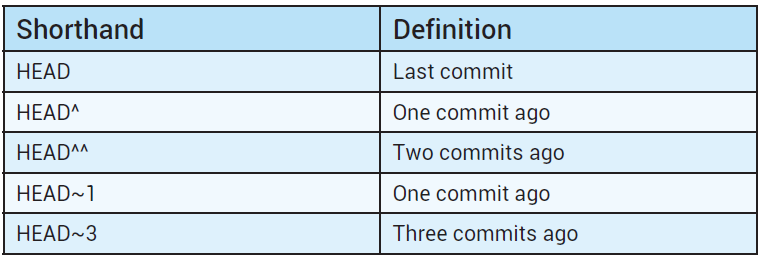 Shorthand Definition
HEAD Last commit
HEAD^ One commit ago
HEAD^^ Two commits ago
HEAD~1 One commit ago
HEAD~3 Three commits ago